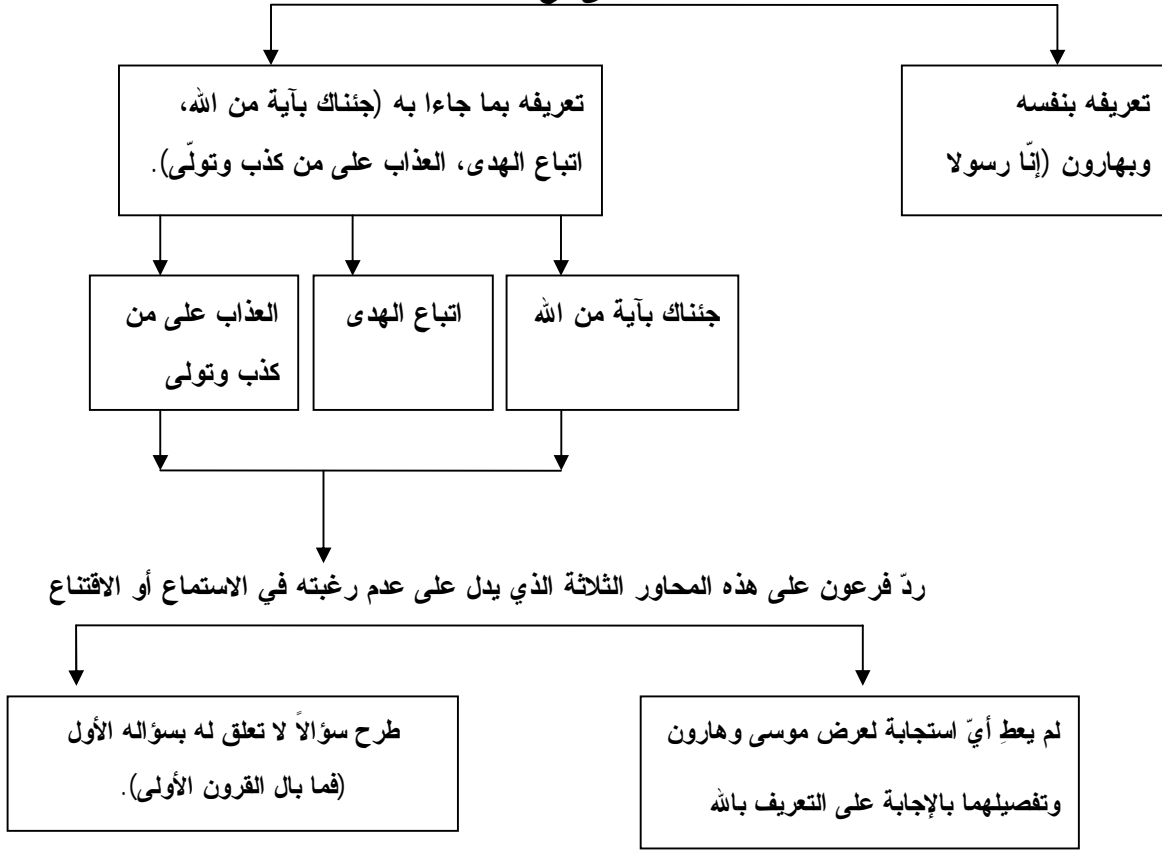 تعريفه بنفسه
وبهارون (إنّا رسولا
تعريفه بما جاءا به (جئناك بآية من الله،
اتباع الهدى، العذاب على من كذب وتولّى).
جئناك بآية من الله
اتباع الهدى
العذاب على من
كذب وتولى
ردّ فرعون على هذه المحاور الثلاثة الذي يدل على عدم رغبته في الاستماع أو الاقتناع
لم يعطِ أيّ استجابة لعرض موسى وهارون
وتفصيلهما بالإجابة على التعريف بالله
طرح سؤالاً لا تعلق له بسؤاله الأول
(فما بال القرون الأولى).